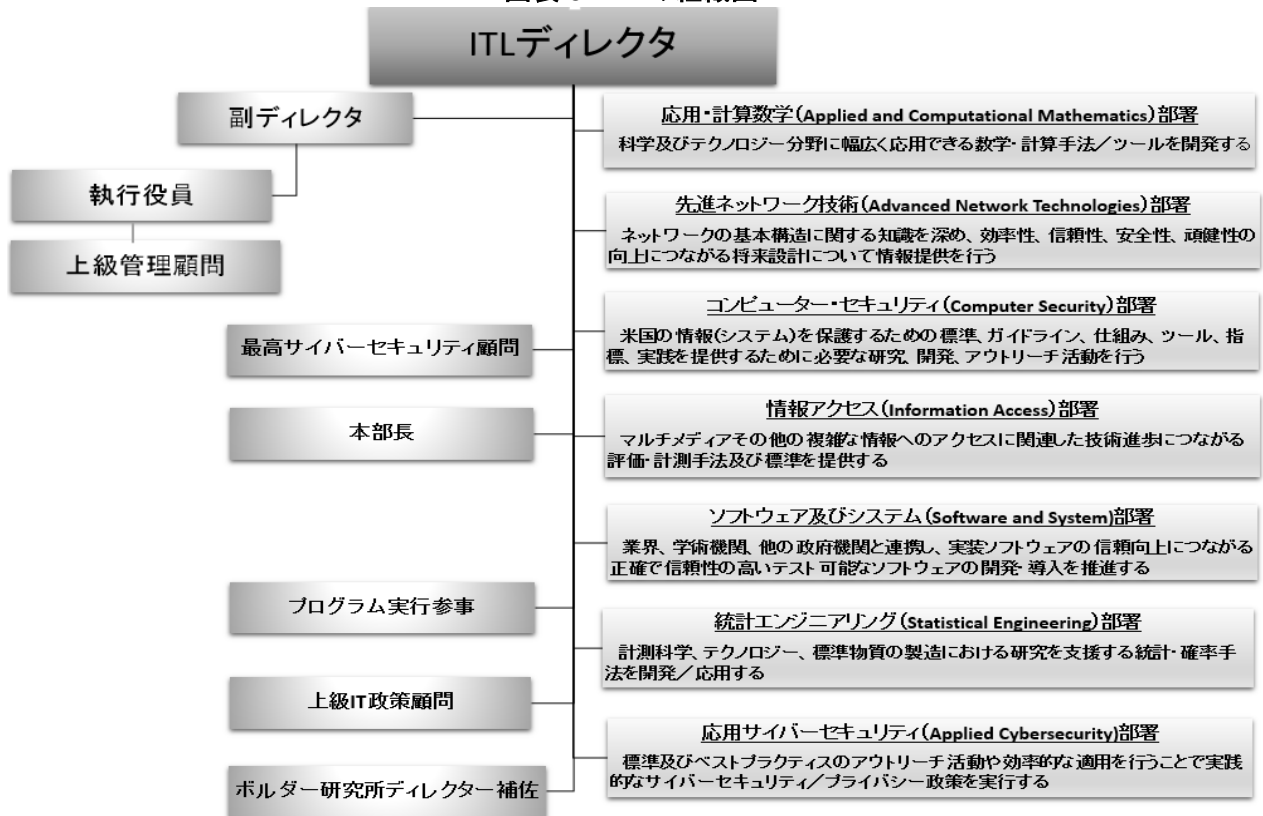 ITLディレクタ
副ディレクタ
執行役員
上級管理顧問
最高サイバーセキュリティ顧問
本部長
プログラム実行参事
上級IT政策顧問
ボルダー研究所ディレクター補佐
応用・計算数学(Applied and Computational Mathematics)部署
科学及びテクノロジー分野に幅広く応用できる数学・計算手法／ツールを開発する
先進ネットワーク技術(Advanced Network Technologies)部署
ネットワークの基本構造に関する知識を深め、効率性、信頼性、安全性、頑健性の
向上につながる将来設計について情報提供を行う
コンピューター・セキュリティ(Computer Security)部署
米国の情報(システム)を保護するための標準、ガイドライン、仕組み、ツール、指
標、実践を提供するために必要な研究、開発、アウトリーチ活動を行う
情報アクセス(Information Access)部署
マルチメディアその他の複雑な情報へのアクセスに関連した技術進歩につながる
評価・計測手法及び標準を提供する
ソフトウェア及びシステム(Software and System)部署
業界、学術機関、他の政府機関と連携し、実装ソフトウェアの信頼向上につながる
正確で信頼性の高いテスト可能なソフトウェアの開発・導入を推進する
統計エンジニアリング(Statistical Engineering)部署
計測科学、テクノロジー、標準物質の製造における研究を支援する統計・確率手
法を開発／応用する
応用サイバーセキュリティ(Applied Cybersecurity)部署
標準及びベストプラクティスのアウトリーチ活動や効率的な適用を行うことで実践
的なサイバーセキュリティ／プライバシー政策を実行する